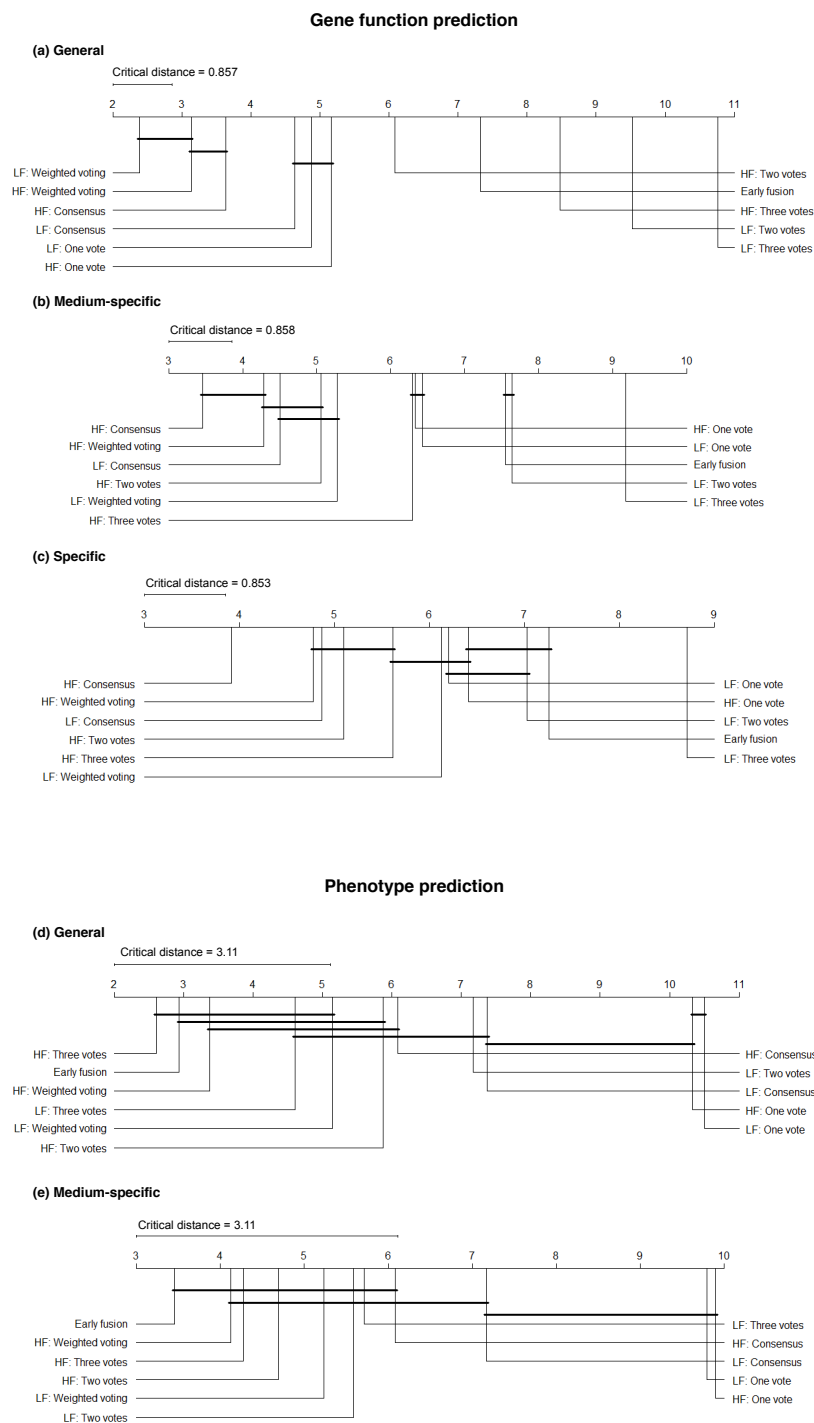 Gene function prediction
(a) General
Critical distance = 0.857
2 3 4 5 6 7 8 9 10 11
LF: Weighted voting
HF: Weighted voting
HF: Consensus
LF: Consensus
LF: One vote
HF: One vote
HF: Two votes
Early fusion
HF: Three votes
LF: Two votes
LF: Three votes
(b) Medium-specific
Critical distance = 0.858
3 4 5 6 7 8 9 10
HF: Consensus
HF: Weighted voting
LF: Consensus
HF: Two votes
LF: Weighted voting
HF: Three votes
HF: One vote
LF: One vote
Early fusion
LF: Two votes
LF: Three votes
(c) Specific
Critical distance = 0.853
3 4 5 6 7 8 9
HF: Consensus
HF: Weighted voting
LF: Consensus
HF: Two votes
HF: Three votes
LF: Weighted voting
LF: One vote
HF: One vote
LF: Two votes
Early fusion
LF: Three votes
Phenotype prediction
(d) General
Critical distance = 3.11
2 3 4 5 6 7 8 9 10 11
HF: Three votes
Early fusion
HF: Weighted voting
LF: Three votes
LF: Weighted voting
HF: Two votes
HF: Consensus
LF: Two votes
LF: Consensus
HF: One vote
LF: One vote
(e) Medium-specific
Critical distance = 3.11
3 4 5 6 7 8 9 10
Early fusion
HF: Weighted voting
HF: Three votes
HF: Two votes
LF: Weighted voting
LF: Two votes
LF: Three votes
HF: Consensus
LF: Consensus
LF: One vote
HF: One vote